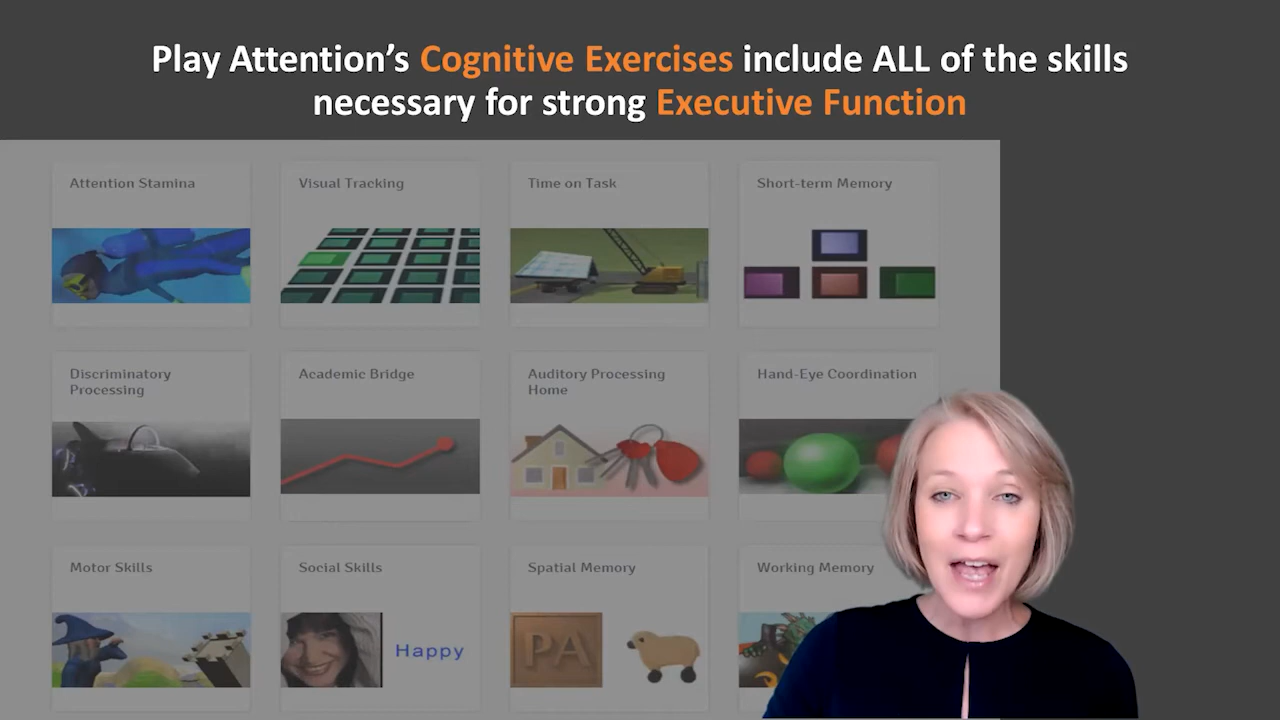 Play Attention's Cognitive Exercises include ALL of the skills
necessary for strong Executive Function
Attention Stamina
Visual Tracking
Time on Task
Short-term Memory
Discriminatory
Processing
Academic Bridge
Auditory Processing
Home
Hand-Eye Coordination
Motor Skills
Social Skills
Spatial Memory
Working Memory
Happy
PA